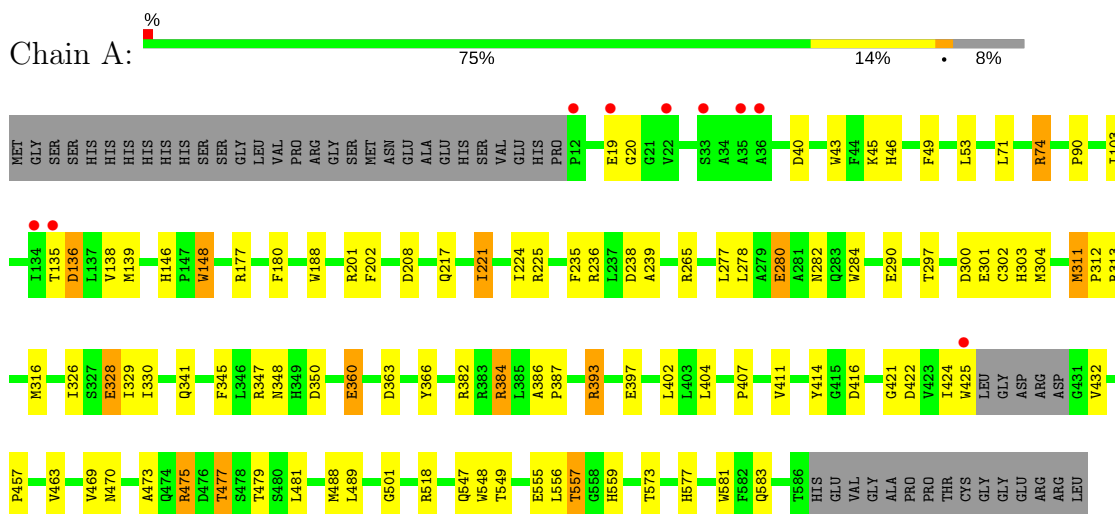 %
Chain A:
75% 14% • 8%
MET GLY SER SER HIS HIS HIS HIS HIS HIS SER SER GLY LEU VAL PRO ARG GLY SER MET ASN GLU ALA GLU HIS SER VAL GLU HIS PRO P12 E19 G20 G21 V22 S33 A34 A35 A36 D40 W43 F44 K45 H46 F49 L53 L71 R74 P90 I103
I134 T135 D136 L137 V138 M139 H146 P147 W148 R177 F180 W188 R201 F202 D208 Q217 I221 I224 R225 F235 R236 L237 D238 A239 R265 L277 L278 A279 E280 A281 N282 Q283 W284 E290 T297 D300 E301 C302 H303 M304 M311 P312 R313
M316 I326 S327 E328 I329 I330 Q341 F345 L346 R347 N348 H349 D350 E360 D363 Y366 R382 R383 R384 L385 A386 P387 R393 E397 L402 L403 L404 P407 V411 Y414 G415 D416 G421 D422 V423 I424 W425 LEU GLY ASP ARG ASP G431 V432
P457 V463 V469 N470 A473 Q474 R475 D476 T477 S478 T479 S480 L481 M488 L489 G501 R518 Q547 W548 T549 E555 L556 T557 G558 H559 T573 H577 W581 F582 Q583 T586 HIS GLU VAL GLY ALA PRO PRO THR CYS GLY GLY GLU ARG ARG LEU